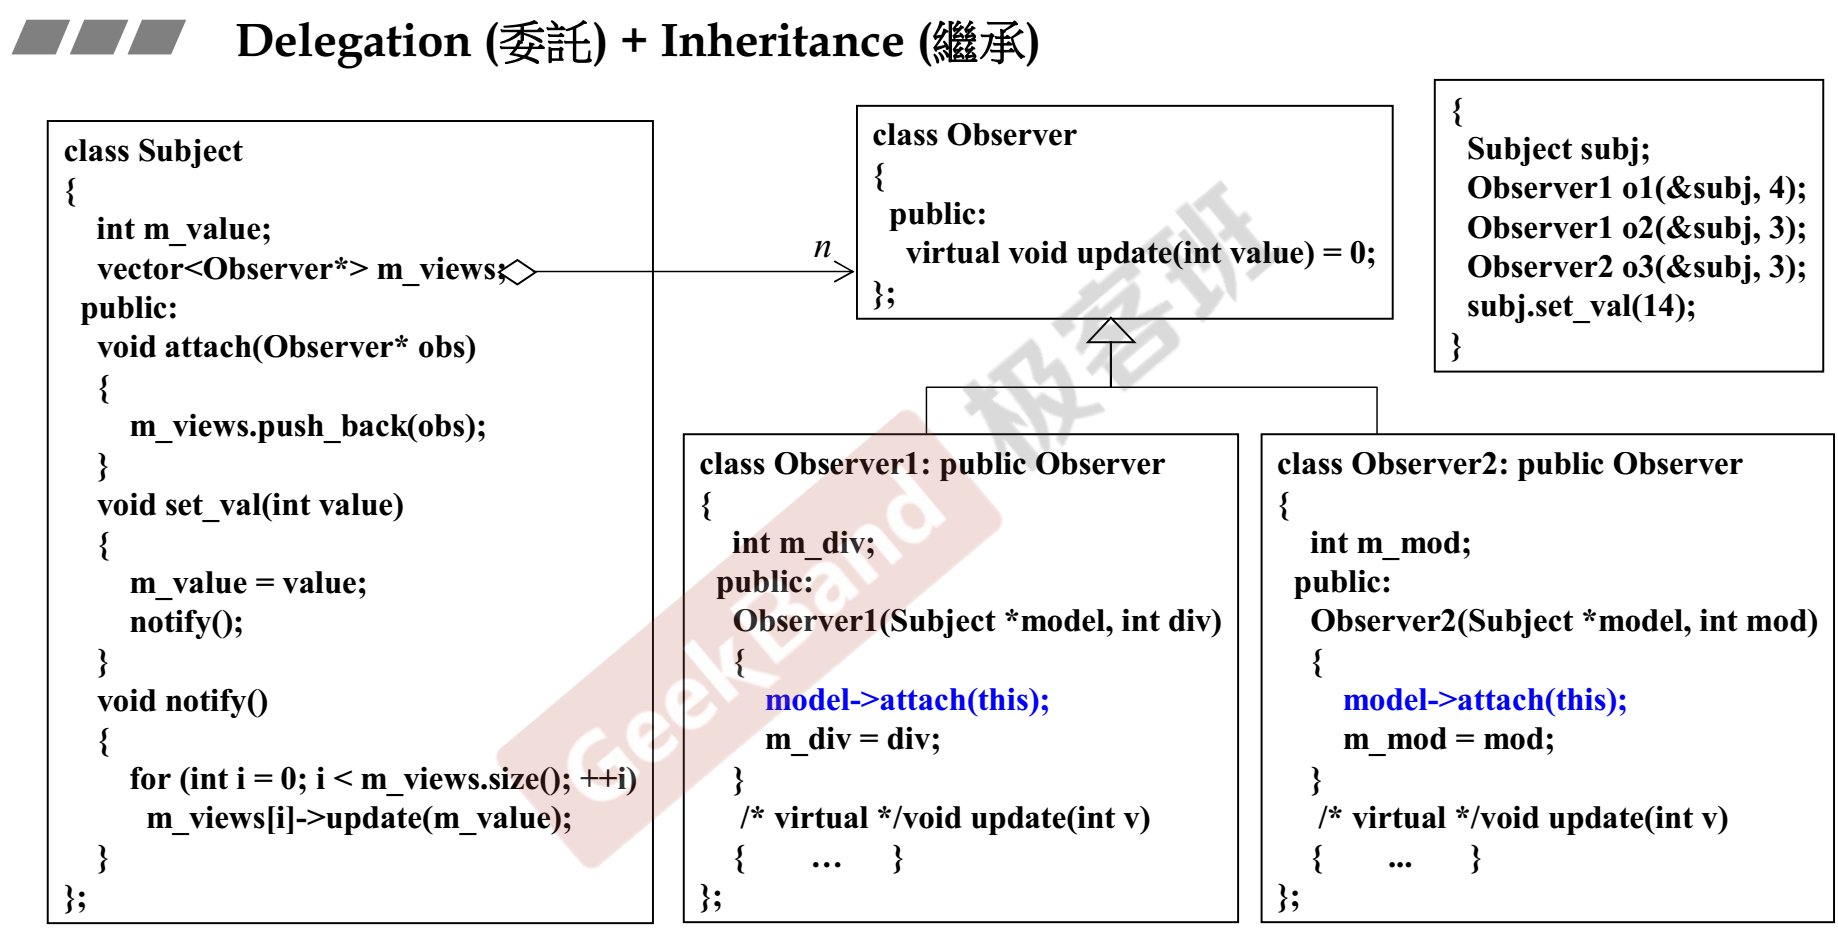 Delegation (委託) + Inheritance (繼承)
class Subject
{
int m_value;
vector<Observer*> m_views;
public:
void attach(Observer* obs)
{
m_views.push_back(obs);
}
void set_val(int value)
{
m_value = value;
notify();
}
void notify()
{
for (int i = 0; i < m_views.size(); ++i)
m_views[i]->update(m_value);
}
};
n
class Observer
{
public:
virtual void update(int value) = 0;
};
{
Subject subj;
Observer1 o1(&subj, 4);
Observer1 o2(&subj, 3);
Observer2 o3(&subj, 3);
subj.set_val(14);
}
class Observer1: public Observer
{
int m_div;
public:
Observer1(Subject *model, int div)
{
model->attach(this);
m_div = div;
}
/* virtual */void update(int v)
{ … }
};
class Observer2: public Observer
{
int m_mod;
public:
Observer2(Subject *model, int mod)
{
model->attach(this);
m_mod = mod;
}
/* virtual */void update(int v)
{ ... }
};
GeekBand 极客班